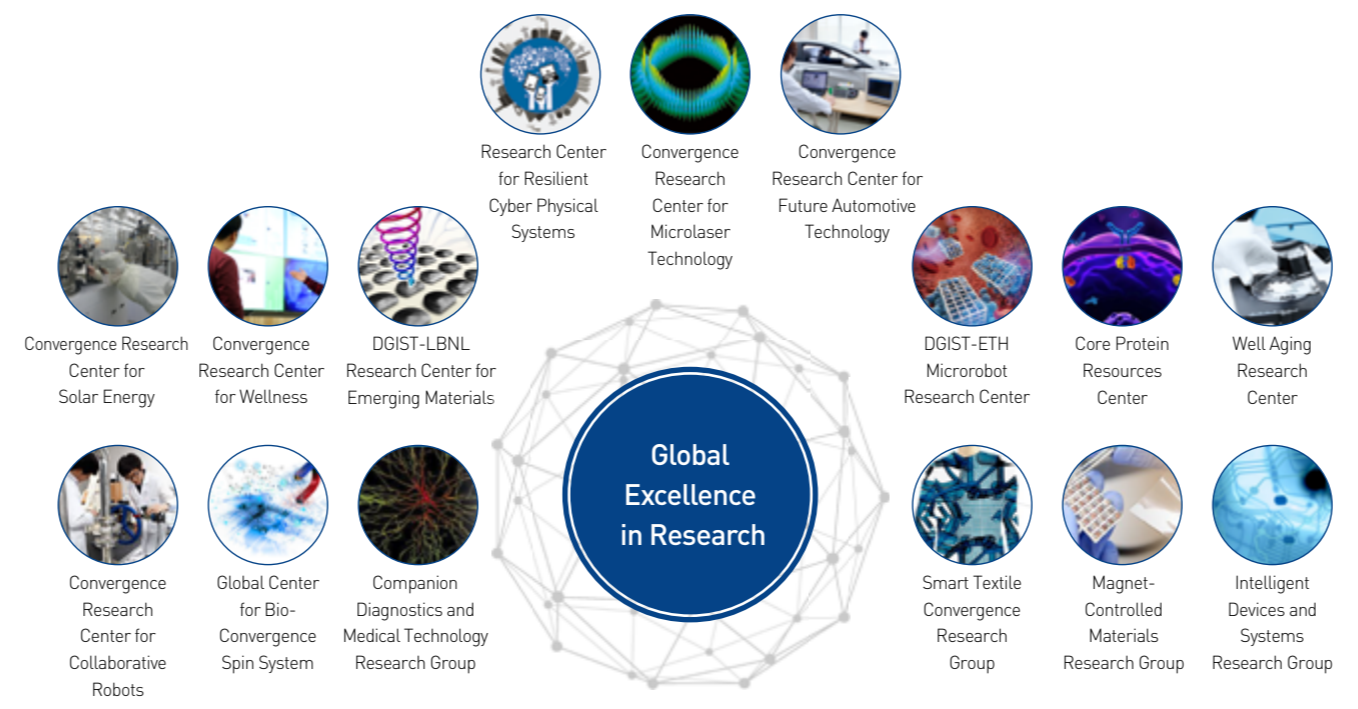 Research Center
for Resilient
Cyber Physical
Systems
Convergence
Research
Center for
Microlaser
Technology
Convergence
Research Center for
Future Automotive
Technology
Convergence Research
Center for
Solar Energy
Convergence
Research Center
for Wellness
DGIST-LBNL
Research Center for
Emerging Materials
DGIST-ETH
Microrobot
Research Center
Core Protein
Resources
Center
Well Aging
Research
Center
Global
Excellence
in Research
Convergence
Research
Center for
Collaborative
Robots
Global Center
for Bio-
Convergence
Spin System
Companion
Diagnostics and
Medical Technology
Research Group
Smart Textile
Convergence
Research
Group
Magnet-
Controlled
Materials
Research Group
Intelligent
Devices and
Systems
Research Group